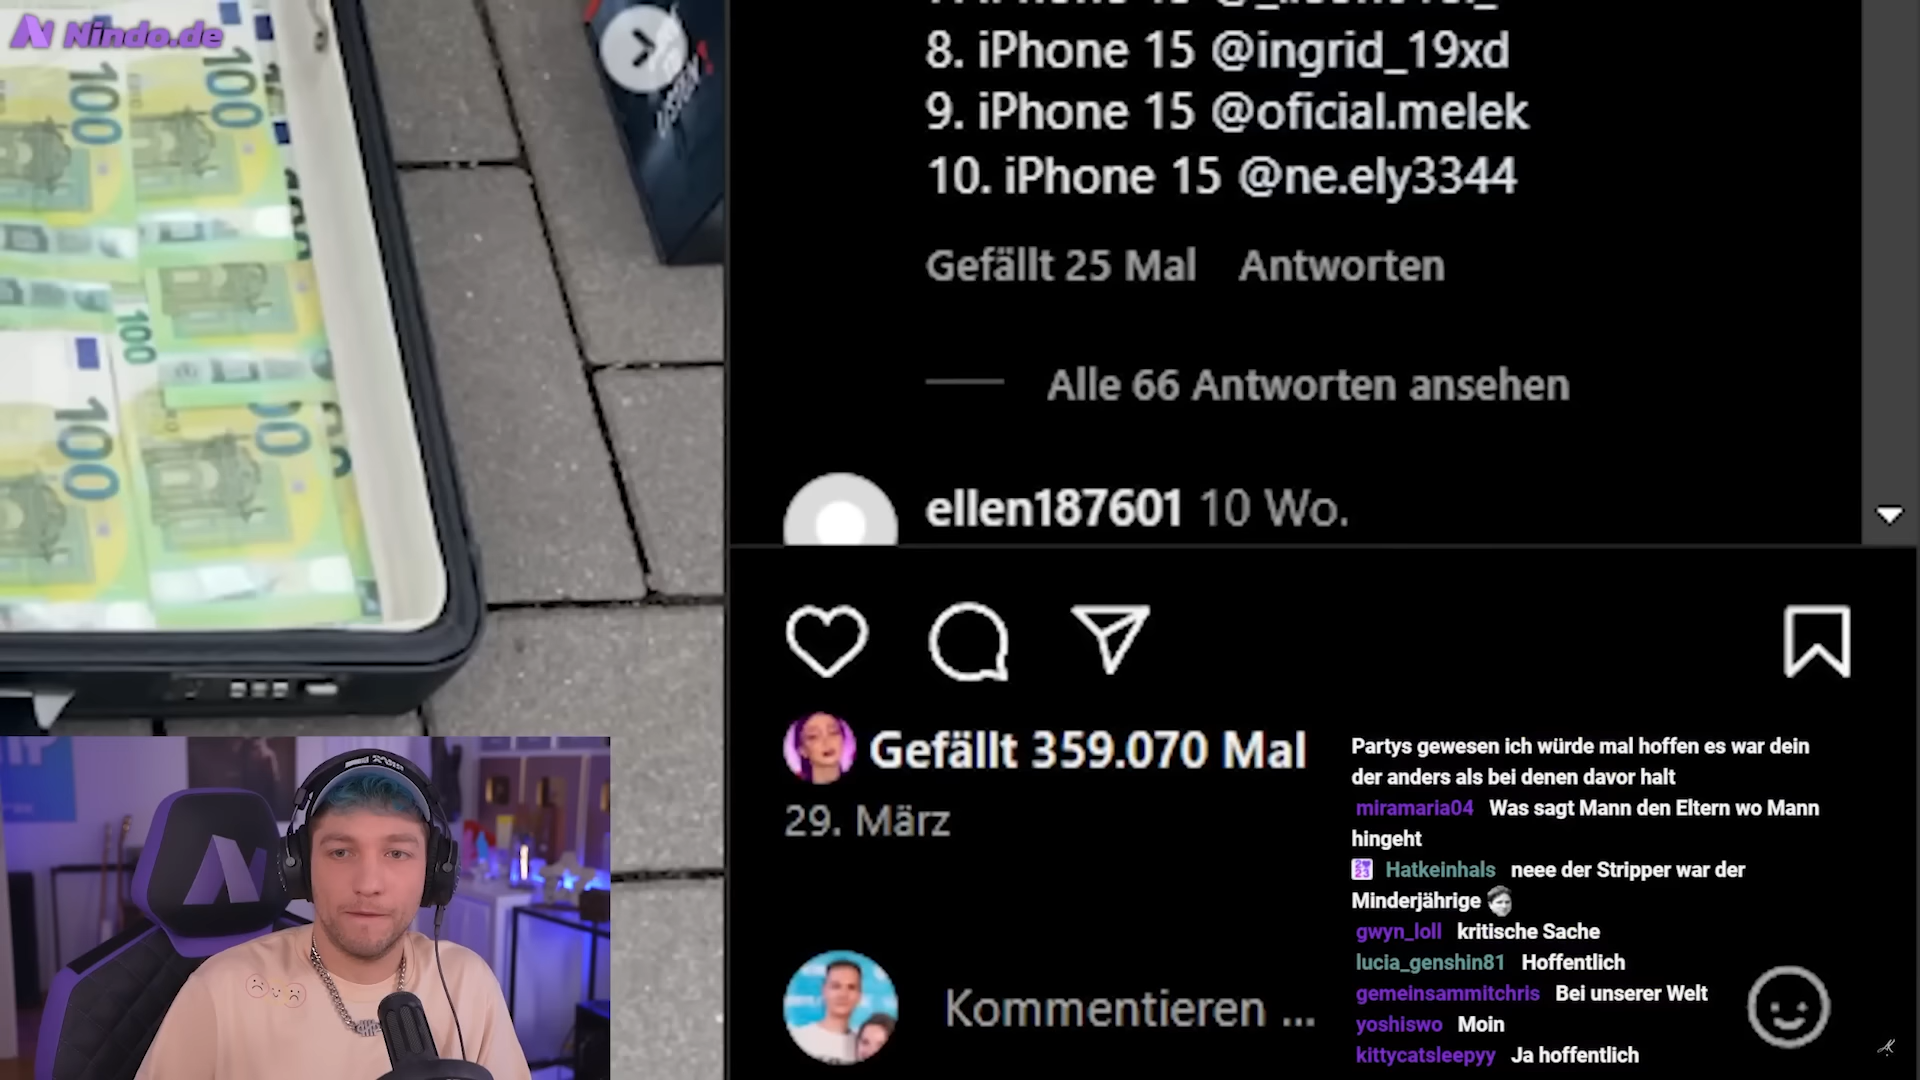 Nindo.de
8. iPhone 15 @ingrid_19xd
9. iPhone 15 @oficial.melek
10. iPhone 15 @ne.ely3344
Gefällt 25 Mal Antworten
Alle 66 Antworten ansehen
ellen187601 10 Wo.
Gefällt 359.070 Mal
29. März
Kommentieren ...
Partys gewesen ich würde mal hoffen es war dein
der anders als bei denen davor halt
miramaria04 Was sagt Mann den Eltern wo Mann
hingeht
Hatkeinhals neee der Stripper war der
Minderjährige
gwyn_loll kritische Sache
lucia_genshin81 Hoffentlich
gemeinsammitchris Bei unserer Welt
yoshiswo Moin
kittycatsleepyy Ja hoffentlich
100
100
100
100